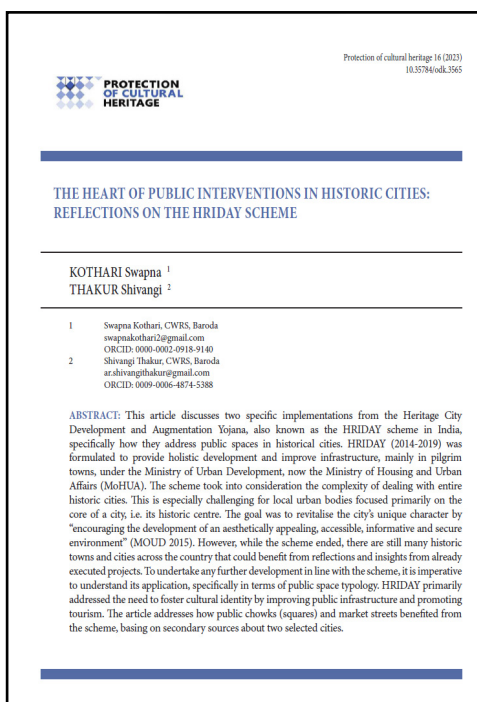 Protection of cultural heritage 16 (2023)
10.35784/odk.3565
PROTECTION
OF CULTURAL
HERITAGE
THE HEART OF PUBLIC INTERVENTIONS IN HISTORIC CITIES:
REFLECTIONS ON THE HRIDAY SCHEME
KOTHARI Swapna 1
THAKUR Shivangi 2
1 Swapna Kothari, CWRS, Baroda
swapnakothari2@gmail.com
ORCID: 0000-0002-0918-9140
2 Shivangi Thakur, CWRS, Baroda
ar.shivangithakur@gmail.com
ORCID: 0009-0006-4874-5388
ABSTRACT: This article discusses two specific implementations from the Heritage City
Development and Augmentation Yojana, also known as the HRIDAY scheme in India,
specifically how they address public spaces in historical cities. HRIDAY (2014-2019) was
formulated to provide holistic development and improve infrastructure, mainly in pilgrim
towns, under the Ministry of Urban Development, now the Ministry of Housing and Urban
Affairs (MoHUA). The scheme took into consideration the complexity of dealing with entire
historic cities. This is especially challenging for local urban bodies focused primarily on the
core of a city, i.e. its historic centre. The goal was to revitalise the city's unique character by
"encouraging the development of an aesthetically appealing, accessible, informative and secure
environment" (MOUD 2015). However, while the scheme ended, there are still many historic
towns and cities across the country that could benefit from reflections and insights from already
executed projects. To undertake any further development in line with the scheme, it is imperative
to understand its application, specifically in terms of public space typology. HRIDAY primarily
addressed the need to foster cultural identity by improving public infrastructure and promoting
tourism. The article addresses how public chowks (squares) and market streets benefited from
the scheme, basing on secondary sources about two selected cities.